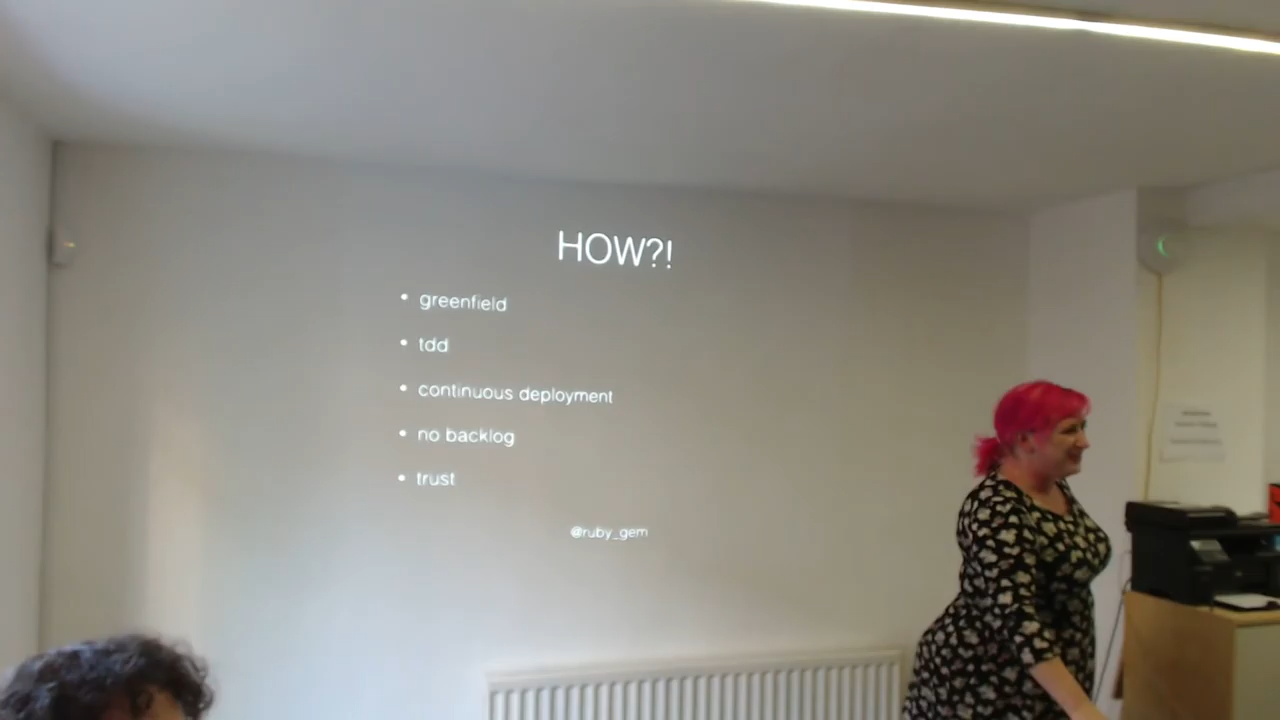 HOW?!
• greenfield
• tdd
• continuous deployment
• no backlog
• trust
@ruby_gem